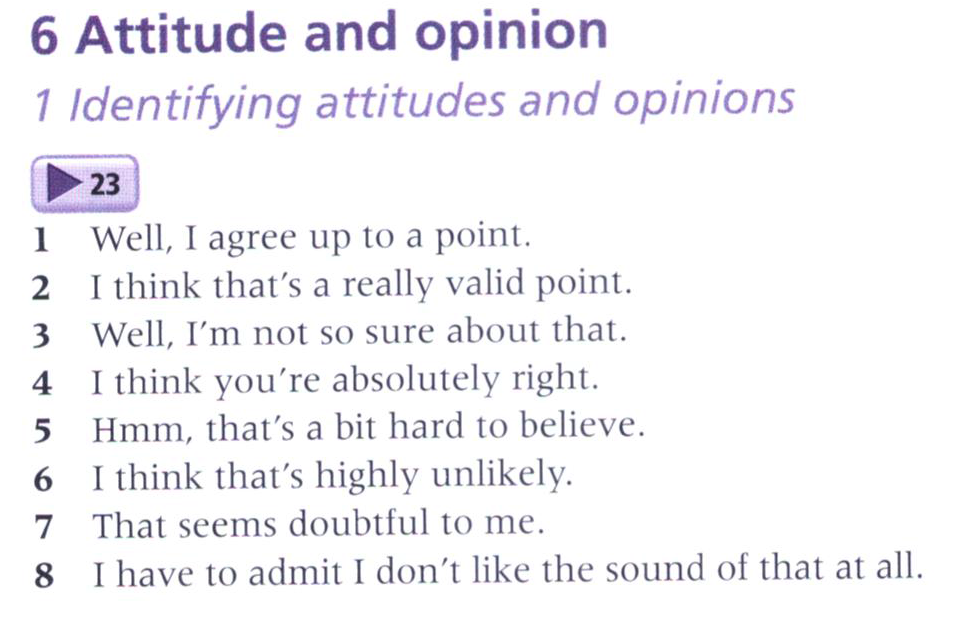 6 Attitude and opinion
1 Identifying attitudes and opinions
23
1 Well, I agree up to a point.
2 I think that's a really valid point.
3 Well, I'm not so sure about that.
4 I think you're absolutely right.
5 Hmm, that's a bit hard to believe.
6 I think that's highly unlikely.
7 That seems doubtful to me.
8 I have to admit I don't like the sound of that at all.